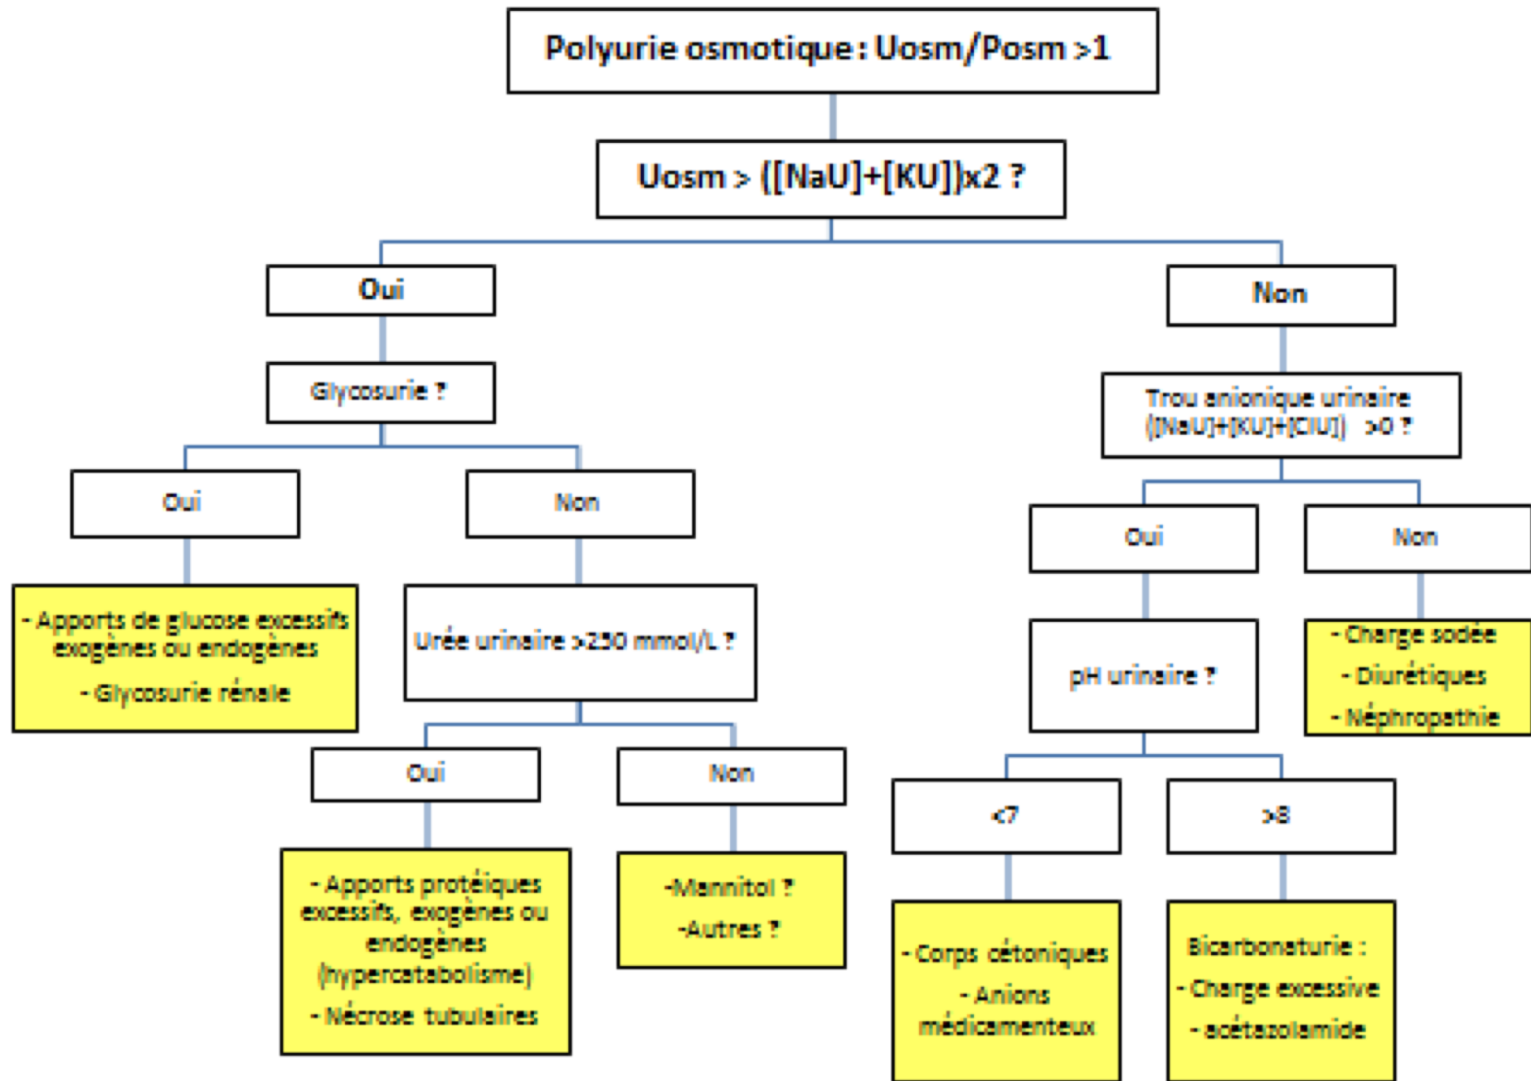 Polyurie osmotique : Uosm/Posm >1
Uosm > ([NaU]+[KU])x2 ?
Oui
Non
Glycosurie ?
Trou anionique urinaire
([NaU]+[KU]+[ClU]) >0 ?
Oui
Non
Oui
Non
- Apports de glucose excessifs
exogènes ou endogènes
- Glycosurie rénale
Urée urinaire >250 mmol/L ?
pH urinaire ?
- Charge sodée
- Diurétiques
- Néphropathie
Oui
Non
<7
>8
- Apports protéiques
excessifs, exogènes ou
endogènes
(hypercatabolisme)
- Nécrose tubulaires
-Mannitol ?
-Autres ?
- Corps cétoniques
- Anions
médicamenteux
Bicarbonaturie :
- Charge excessive
- acétazolamide